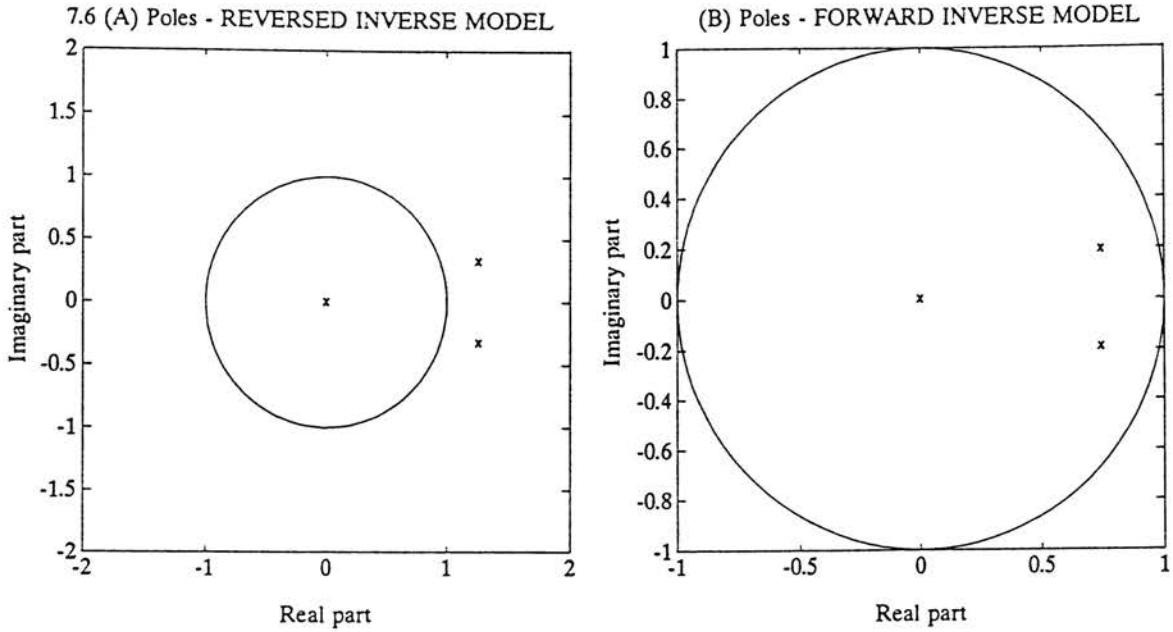 7.6 (A) Poles - REVERSED INVERSE MODEL
2
1.5
1
0.5
0
-0.5
-1
-1.5
-2
-2
-1
0
1
2
Imaginary part
Real part
x
x
x
(B) Poles - FORWARD INVERSE MODEL
1
0.8
0.6
0.4
0.2
0
-0.2
-0.4
-0.6
-0.8
-1
-1
-0.5
0
0.5
1
Imaginary part
Real part
x
x
x